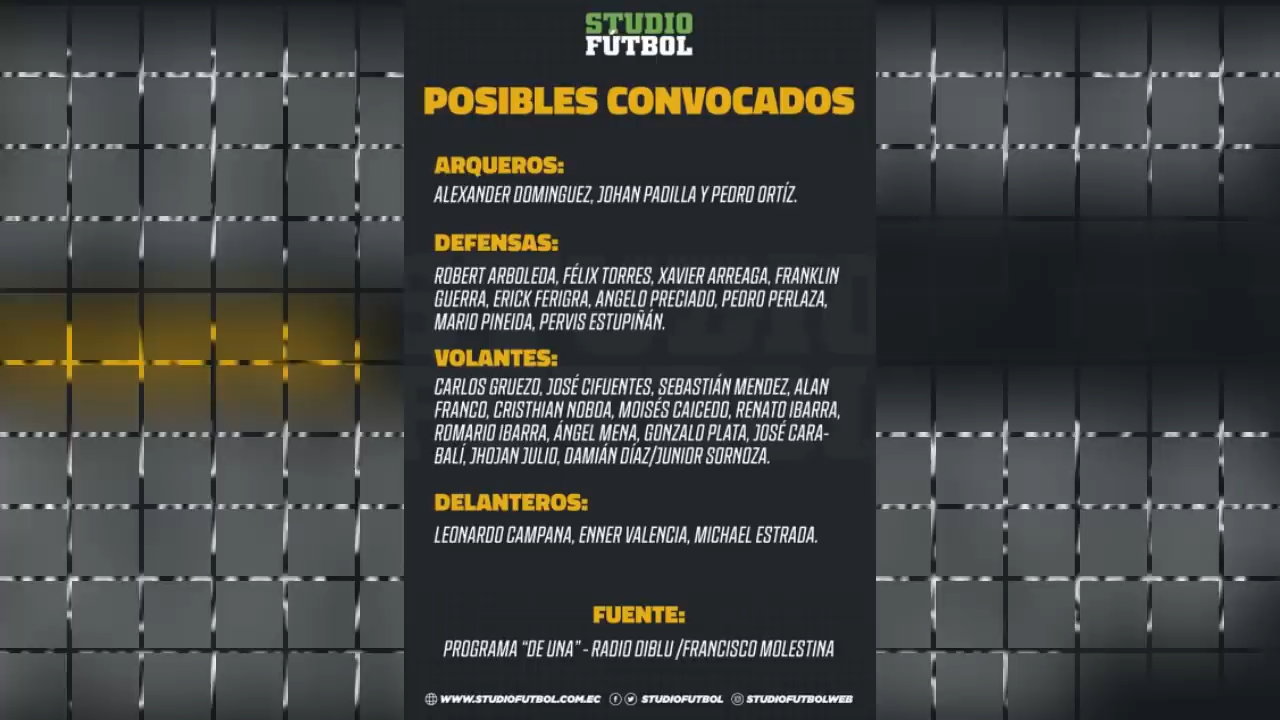 STUDIO
FÚTBOL
POSIBLES CONVOCADOS
ARQUEROS:
ALEXANDER DOMINGUEZ, JOHAN PADILLA Y PEDRO ORTÍZ.
DEFENSAS:
ROBERT ARBOLEDA, FÉLIX TORRES, XAVIER ARREAGA, FRANKLIN
GUERRA, ERICK FERIGRA, ANGELO PRECIADO, PEDRO PERLAZA,
MARIO PINEIDA, PERVIS ESTUPIÑÁN.
VOLANTES:
CARLOS GRUEZO, JOSÉ CIFUENTES, SEBASTIÁN MENDEZ, ALAN
FRANCO, CRISTHIAN NOBOA, MOISÉS CAICEDO, RENATO IBARRA,
ROMARIO IBARRA, ÁNGEL MENA, GONZALO PLATA, JOSÉ CARA-
BALÍ, JHOJAN JULIO, DAMIÁN DÍAZ/JUNIOR SORNOZA.
DELANTEROS:
LEONARDO CAMPANA, ENNER VALENCIA, MICHAEL ESTRADA.
FUENTE:
PROGRAMA “DE UNA” - RADIO DIBLU /FRANCISCO MOLESTINA
WWW.STUDIOFUTBOL.COM.EC STUDIOFUTBOL STUDIOFUTBOLWEB